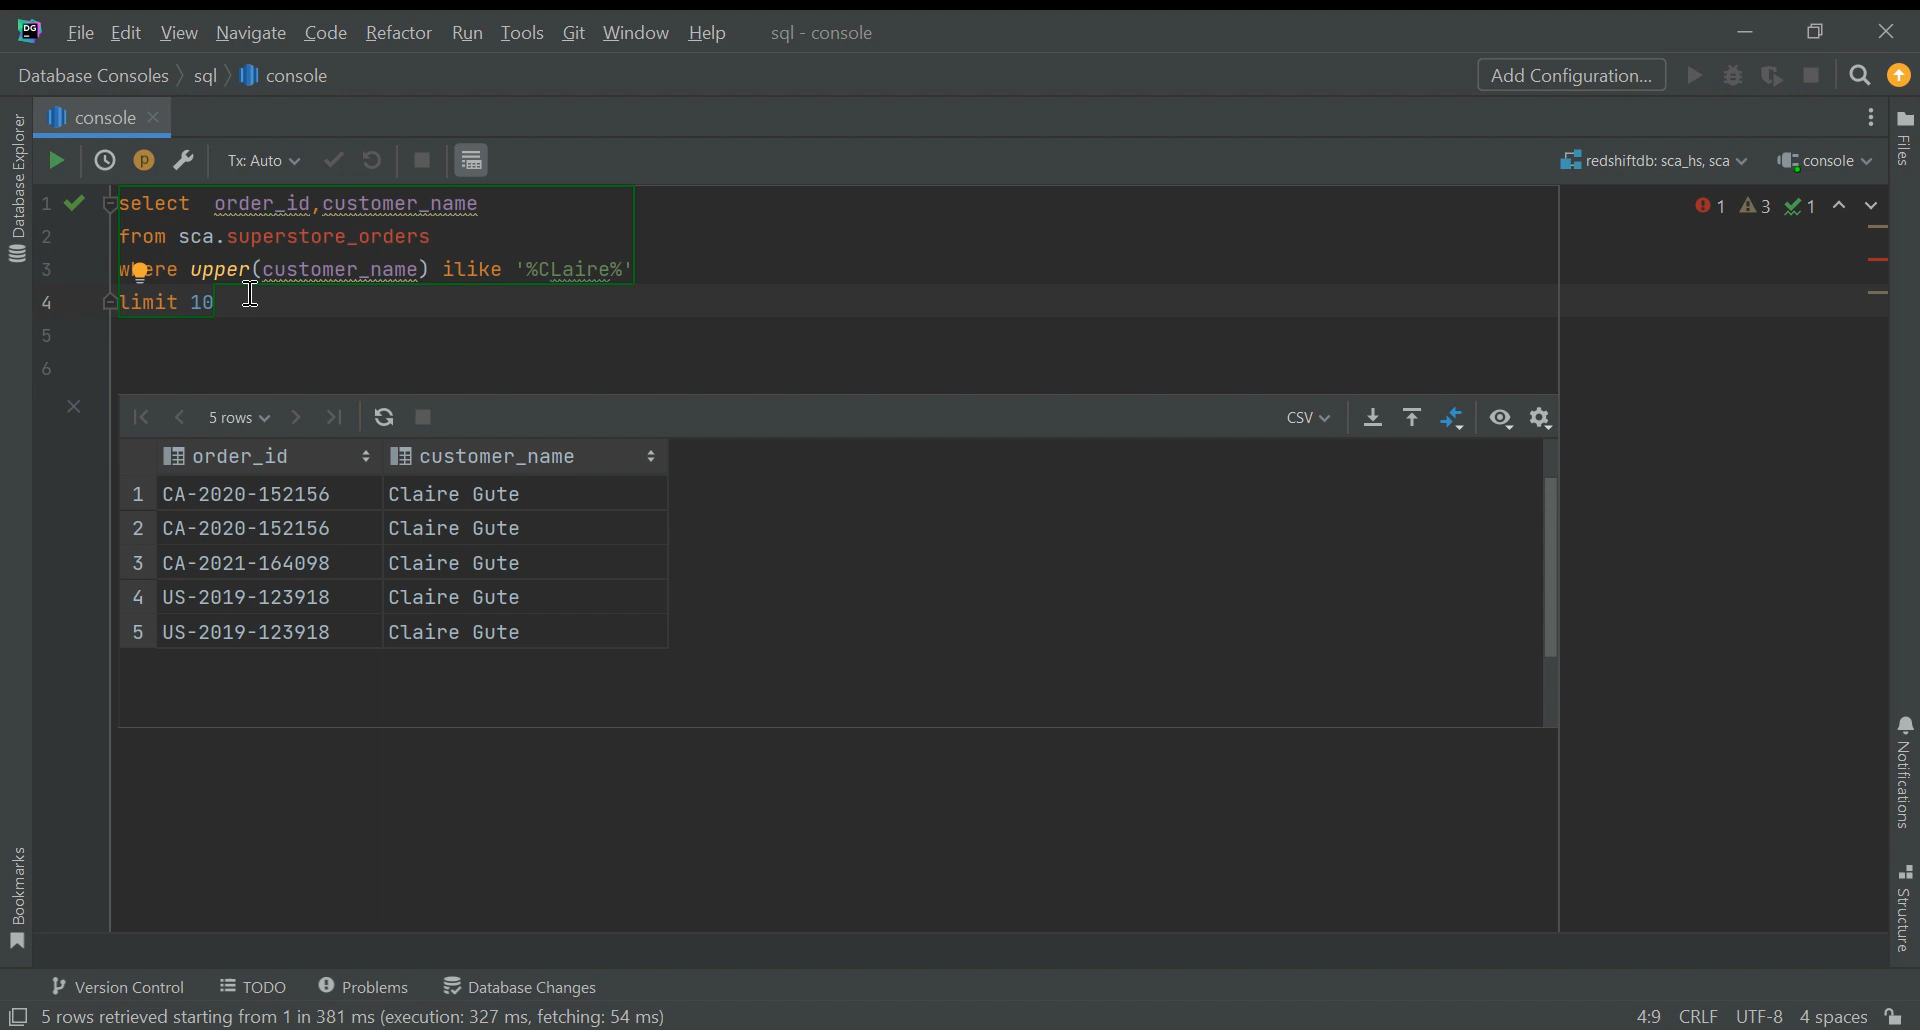 DG File Edit View Navigate Code Refactor Run Tools Git Window Help sql - console
Database Consoles sql console Add Configuration...
console
Tx: Auto redshiftdb: sca_hs, sca console
1 select order_id,customer_name 1 3 1
2 from sca.superstore_orders
3 where upper(customer_name) ilike '%CLaire%'
4 limit 10
5
6
5 rows CSV
order_id customer_name
1 CA-2020-152156 Claire Gute
2 CA-2020-152156 Claire Gute
3 CA-2021-164098 Claire Gute
4 US-2019-123918 Claire Gute
5 US-2019-123918 Claire Gute
Database Explorer
Bookmarks
Files
Notifications
Structure
Version Control TODO Problems Database Changes
5 rows retrieved starting from 1 in 381 ms (execution: 327 ms, fetching: 54 ms) 4:9 CRLF UTF-8 4 spaces